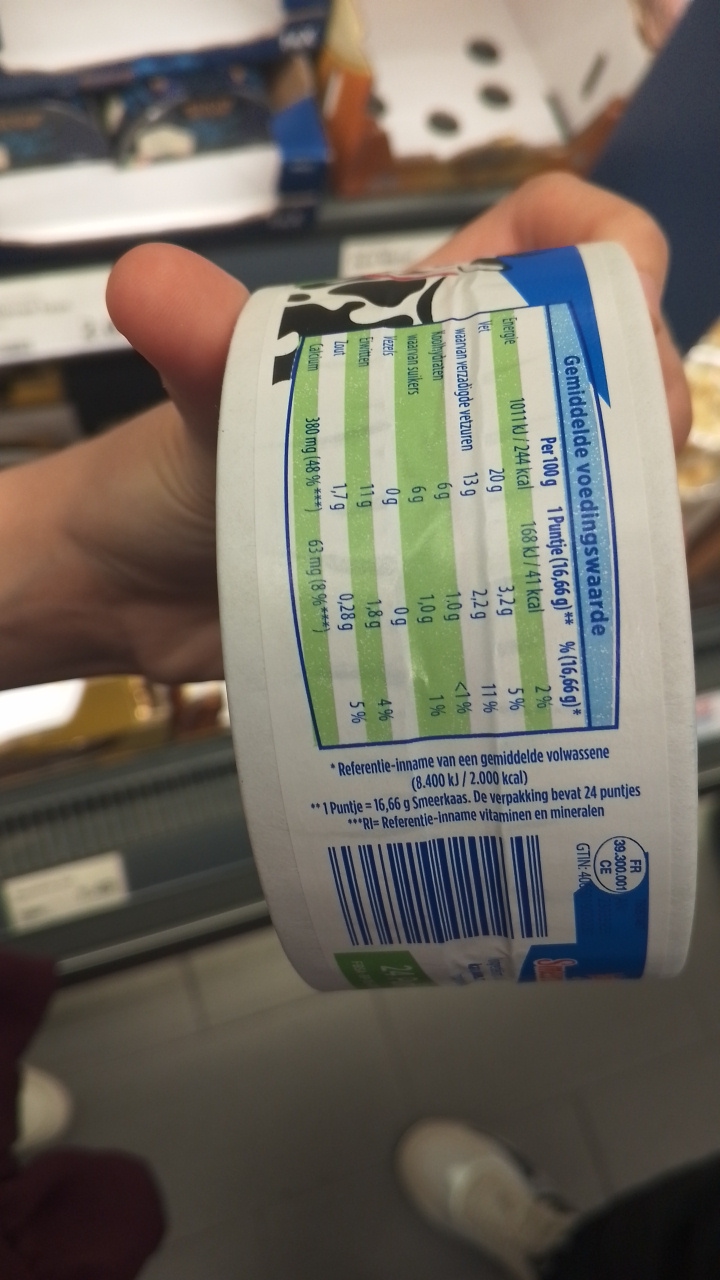 Gemiddelde voedingswaarde
Per 100 g 1 Puntje (16,66 g)** % (16,66 g)*
Energie 1011 kJ / 244 kcal 168 kJ / 41 kcal 2 %
Vet 20 g 3,2 g 5 %
waarvan verzadigde vetzuren 13 g 2,2 g 11 %
Koolhydraten 6 g 1,0 g <1 %
waarvan suikers 6 g 1,0 g 1 %
Vezels 0 g 0 g
Eiwitten 11 g 1,8 g 4 %
Zout 1,7 g 0,28 g 5 %
Calcium 380 mg (48 %***) 63 mg (8 %***)
* Referentie-inname van een gemiddelde volwassene
(8.400 kJ / 2.000 kcal)
** 1 Puntje = 16,66 g Smeerkaas. De verpakking bevat 24 puntjes
***RI= Referentie-Inname vitaminen en mineralen
FR
39.300.001
CE
GTIN: 40